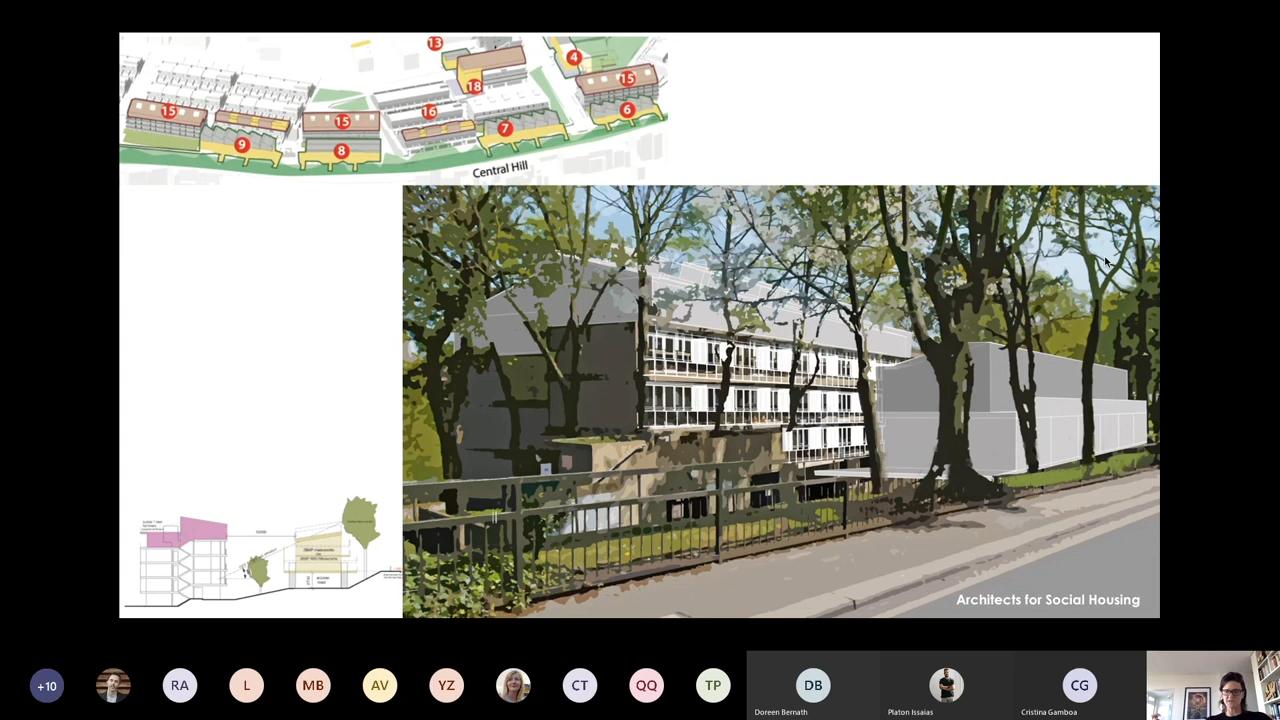 13
4
15
18
15
16
15
6
7
9
8
Central Hill
Architects for Social Housing
+10
RA
L
MB
AV
YZ
CT
QQ
TP
DB
CG
Doreen Bernath
Platon Issaias
Cristina Gamboa